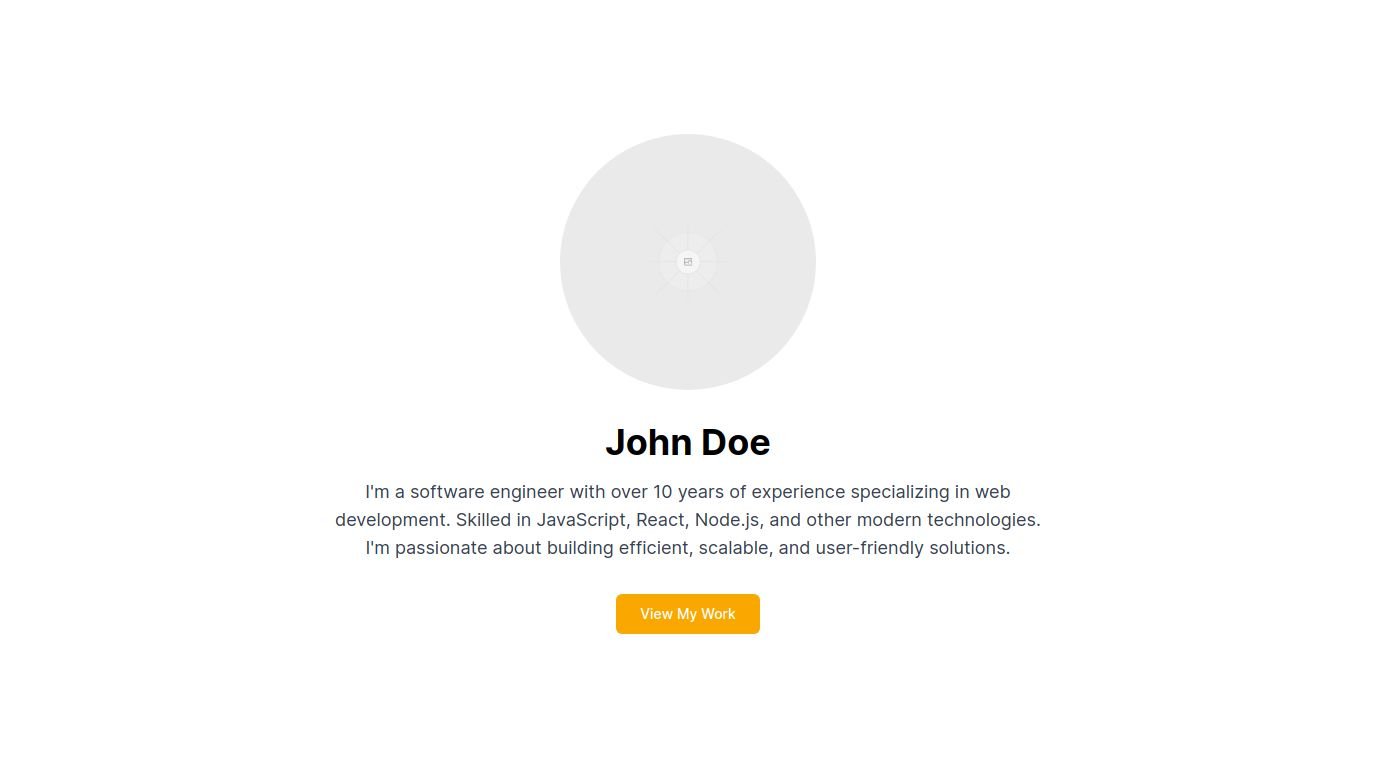 John Doe
I'm a software engineer with over 10 years of experience specializing in web
development. Skilled in JavaScript, React, Node.js, and other modern technologies.
I'm passionate about building efficient, scalable, and user-friendly solutions.
View My Work